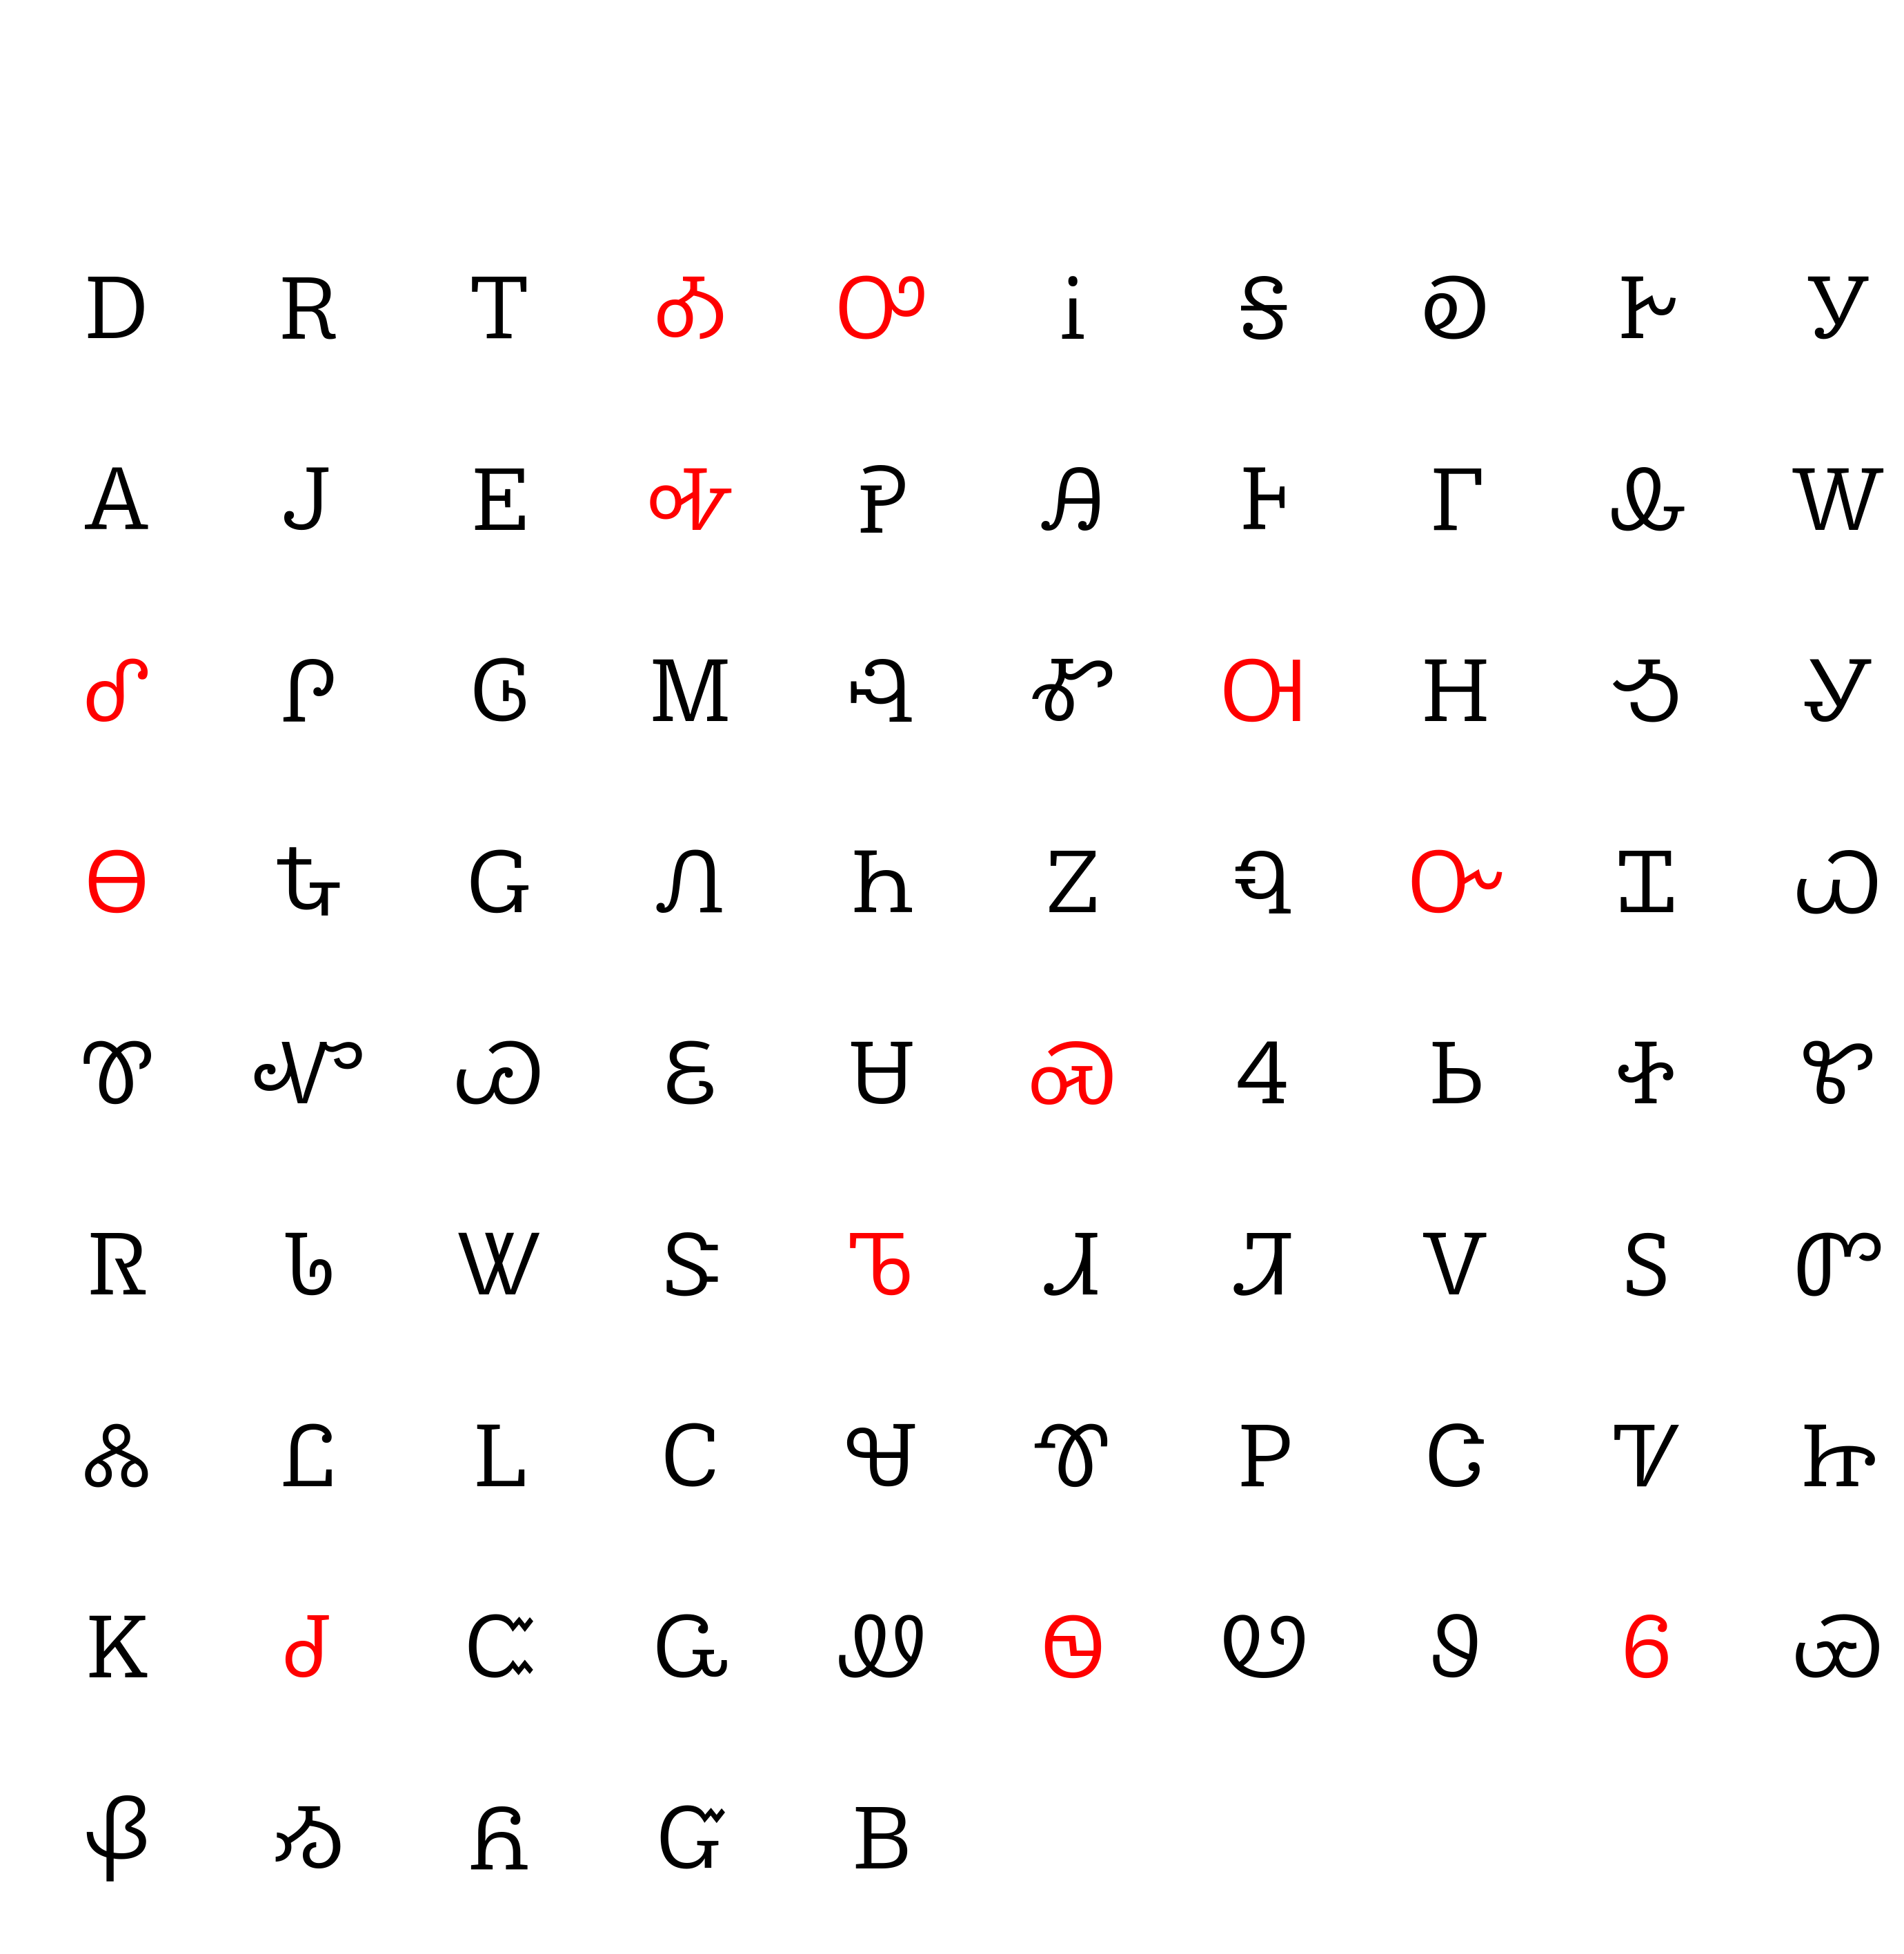 Ꭰ Ꭱ Ꭲ Ꭳ Ꭴ Ꭵ Ꭶ Ꭷ Ꭸ Ꭹ
Ꭺ Ꭻ Ꭼ Ꭽ Ꭾ Ꭿ Ꮀ Ꮁ Ꮂ Ꮃ
Ꮄ Ꮅ Ꮆ Ꮇ Ꮈ Ꮉ Ꮊ Ꮋ Ꮌ Ꮍ
Ꮎ Ꮏ Ꮐ Ꮑ Ꮒ Ꮓ Ꮔ Ꮕ Ꮖ Ꮗ
Ꮘ Ꮙ Ꮚ Ꮛ Ꮜ Ꮝ Ꮞ Ꮟ Ꮠ Ꮡ
Ꮢ Ꮣ Ꮤ Ꮥ Ꮦ Ꮧ Ꮨ Ꮩ Ꮪ Ꮫ
Ꮬ Ꮭ Ꮮ Ꮯ Ꮰ Ꮱ Ꮲ Ꮳ Ꮴ Ꮵ
Ꮶ Ꮷ Ꮸ Ꮹ Ꮺ Ꮻ Ꮼ Ꮽ Ꮾ Ꮿ
Ᏸ Ᏹ Ᏺ Ᏻ Ᏼ